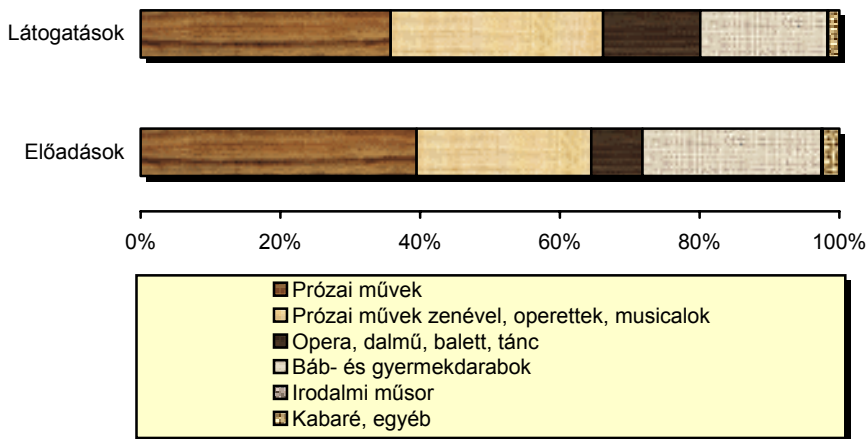 Látogatások
Előadások
0% 20% 40% 60% 80% 100%
Prózai művek
Prózai művek zenével, operettek, musicalok
Opera, dalmű, balett, tánc
Báb- és gyermekdarabok
Irodalmi műsor
Kabaré, egyéb